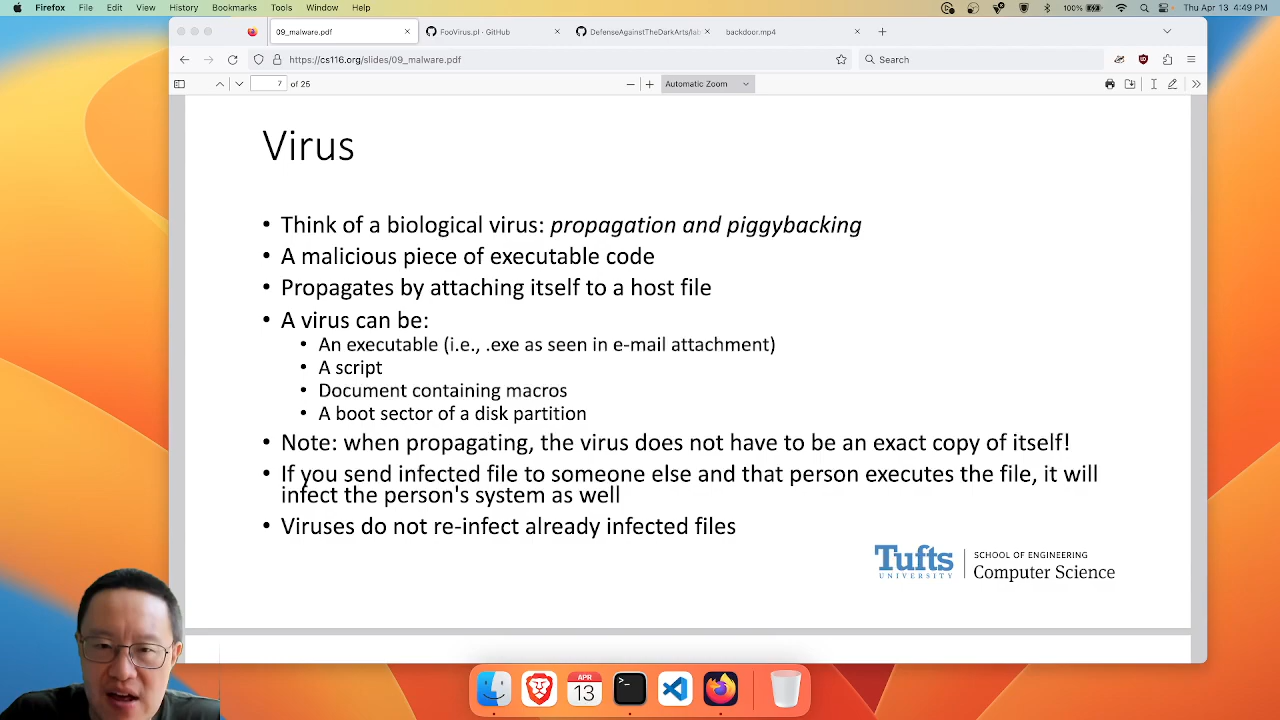 Firefox File Edit View History Bookmarks Tools Window Help 100% Thu Apr 13 4:49 PM
09_malware.pdf FooVirus.pl · GitHub DefenseAgainstTheDarkArts/lab backdoor.mp4
https://cs116.org/slides/09_malware.pdf Search
7 of 25 Automatic Zoom
Virus
• Think of a biological virus: propagation and piggybacking
• A malicious piece of executable code
• Propagates by attaching itself to a host file
• A virus can be:
• An executable (i.e., .exe as seen in e-mail attachment)
• A script
• Document containing macros
• A boot sector of a disk partition
• Note: when propagating, the virus does not have to be an exact copy of itself!
• If you send infected file to someone else and that person executes the file, it will
infect the person's system as well
• Viruses do not re-infect already infected files
Tufts
UNIVERSITY
SCHOOL OF ENGINEERING
Computer Science
APR
13